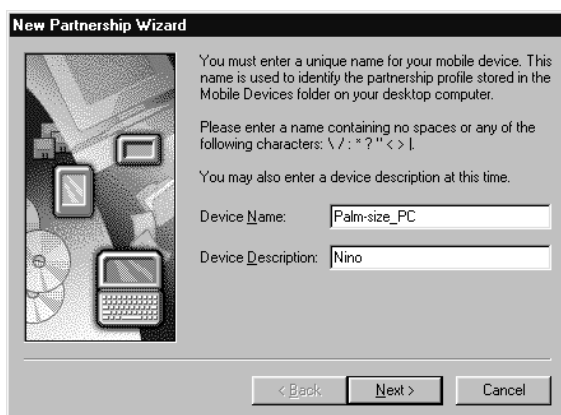 New Partnership Wizard
You must enter a unique name for your mobile device. This
name is used to identify the partnership profile stored in the
Mobile Devices folder on your desktop computer.
Please enter a name containing no spaces or any of the
following characters: \ / : * ? " < > |.
You may also enter a device description at this time.
Device Name: Palm-size_PC
Device Description: Nino
< Back Next > Cancel